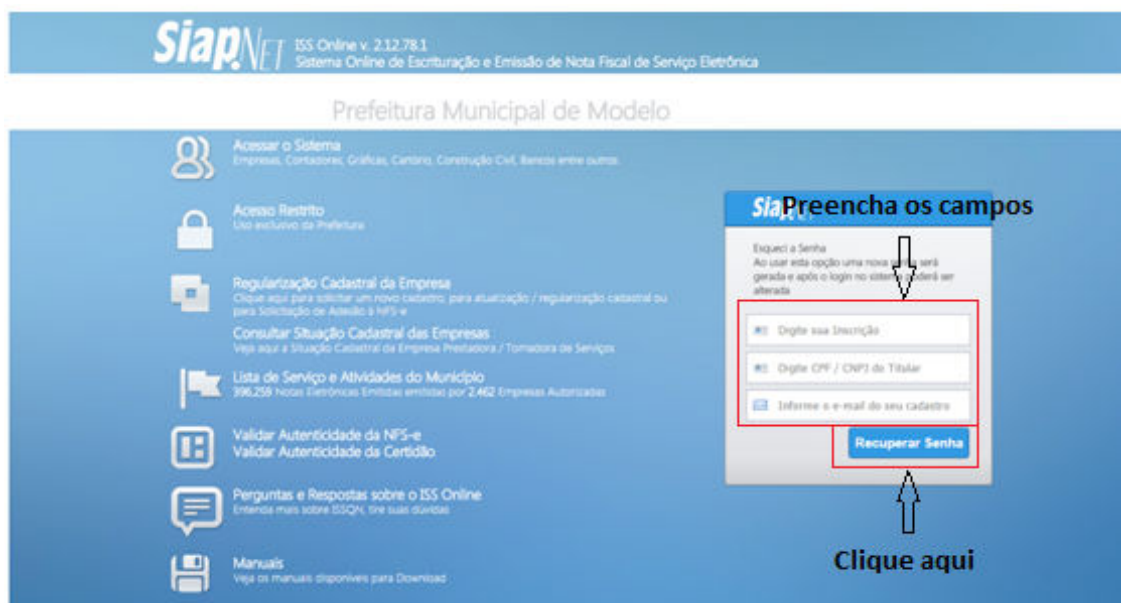 Siap.NET
ISS Online v. 2.12.78.1
Sistema Online de Escrituração e Emissão de Nota Fiscal de Serviço Eletrônica
Prefeitura Municipal de Modelo
Acessar o Sistema
Empresas, Contadores, Gráficas, Cartório, Construção Civil, Bancos entre outros.
Acesso Restrito
Uso exclusivo da Prefeitura
Regularização Cadastral da Empresa
Clique aqui para solicitar um novo cadastro, para atualização / regularização cadastral ou
para Solicitação de Adesão à NFS-e
Consultar Situação Cadastral das Empresas
Veja aqui a Situação Cadastral da Empresa Prestadora / Tomadora de Serviços
Lista de Serviço e Atividades do Município
396.259 Notas Eletrônicas Emitidas emitidas por 2.462 Empresas Autorizadas
Validar Autenticidade da NFS-e
Validar Autenticidade da Certidão
Perguntas e Respostas sobre o ISS Online
Entenda mais sobre ISSQN, tire suas dúvidas
Manuais
Veja os manuais disponíveis para Download
Preencha os campos
Esqueci a Senha
Ao usar esta opção uma nova senha será
gerada e após o login no sistema poderá ser
alterada
Digite sua Inscrição
Digite CPF / CNPJ do Titular
Informe o e-mail do seu cadastro
Recuperar Senha
Clique aqui